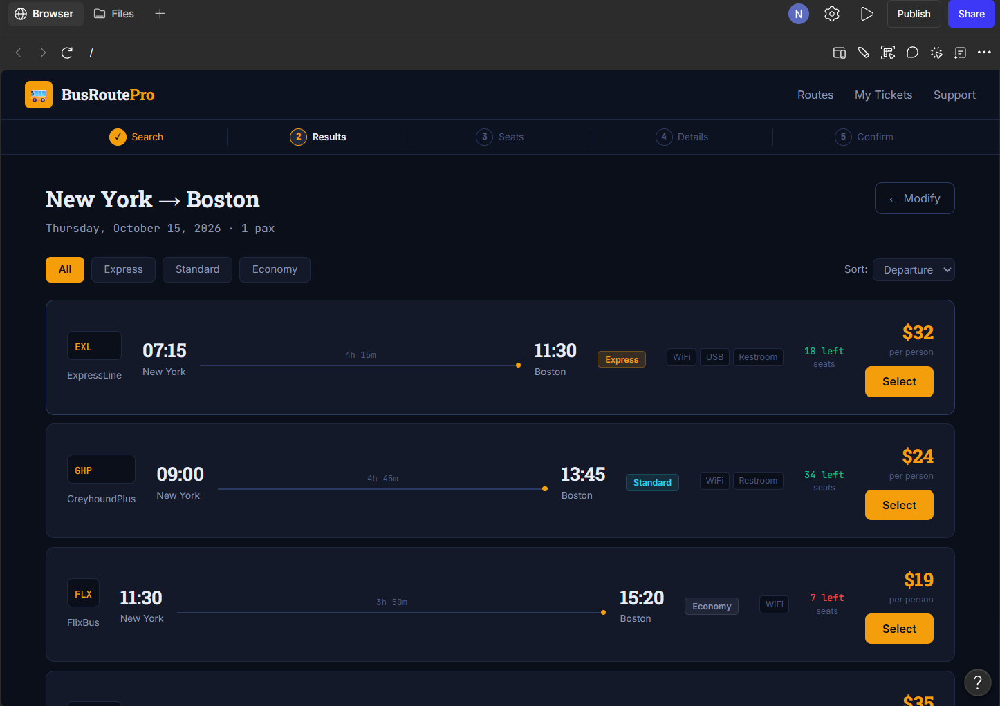 Browser Files N Publish Share
/
BusRoutePro Routes My Tickets Support
✓ Search 2 Results 3 Seats 4 Details 5 Confirm
New York → Boston
← Modify
Thursday, October 15, 2026 · 1 pax
All Express Standard Economy Sort: Departure
EXL
ExpressLine
07:15
New York
4h 15m
11:30
Boston
Express
WiFi USB Restroom
18 left
seats
$32
per person
Select
GHP
GreyhoundPlus
09:00
New York
4h 45m
13:45
Boston
Standard
WiFi Restroom
34 left
seats
$24
per person
Select
FLX
FlixBus
11:30
New York
3h 50m
15:20
Boston
Economy
WiFi
7 left
seats
$19
per person
Select
$35
?